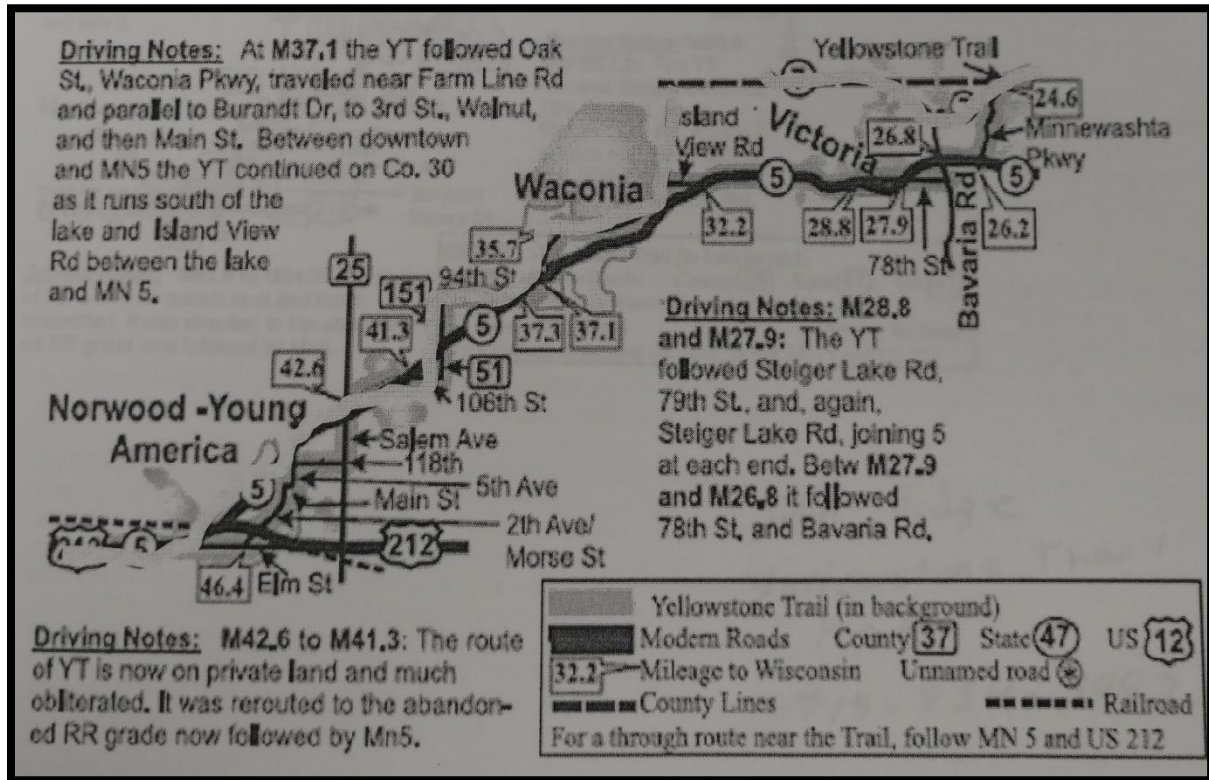 Driving Notes: At M37.1 the YT followed Oak
St., Waconia Pkwy, traveled near Farm Line Rd
and parallel to Burandt Dr, to 3rd St., Walnut,
and then Main St. Between downtown
and MN5 the YT continued on Co. 30
as it runs south of the
lake and Island View
Rd between the lake
and MN 5.
Yellowstone Trail
24.6
Minnewashta
Pkwy
Island
View Rd
Victoria
26.8
5
5
Waconia
32.2
28.8
27.9
26.2
78th St
Bavaria Rd
35.7
94th St
25
151
41.3
5
37.3
37.1
51
106th St
42.6
Norwood -Young
America
Salem Ave
118th
5th Ave
Main St
5
2th Ave/
Morse St
212
5
46.4
Elm St
Driving Notes: M28.8
and M27.9: The YT
followed Steiger Lake Rd,
79th St., and, again,
Steiger Lake Rd, joining 5
at each end. Betw M27.9
and M26.8 it followed
78th St, and Bavaria Rd,
Driving Notes: M42.6 to M41.3: The route
of YT is now on private land and much
obliterated. It was rerouted to the abandon-
ed RR grade now followed by Mn5.
Yellowstone Trail (in background)
Modern Roads County 37 State 47 US 12
32.2 Mileage to Wisconsin Unnamed road
County Lines Railroad
For a through route near the Trail, follow MN 5 and US 212